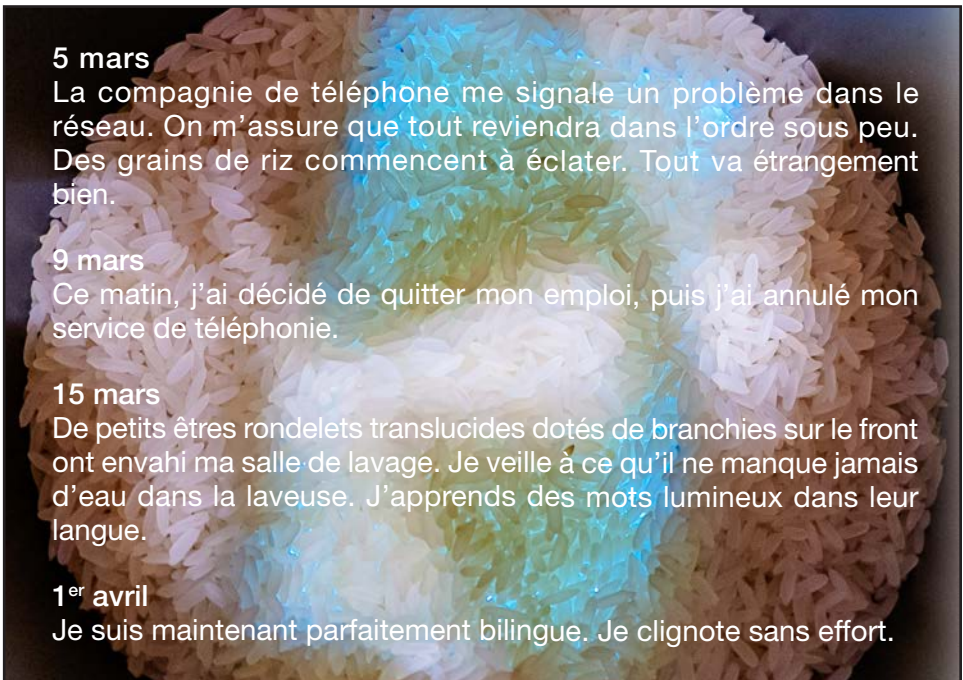 5 mars
La compagnie de téléphone me signale un problème dans le
réseau. On m’assure que tout reviendra dans l’ordre sous peu.
Des grains de riz commencent à éclater. Tout va étrangement
bien.
9 mars
Ce matin, j’ai décidé de quitter mon emploi, puis j’ai annulé mon
service de téléphonie.
15 mars
De petits êtres rondelets translucides dotés de branchies sur le front
ont envahi ma salle de lavage. Je veille à ce qu’il ne manque jamais
d’eau dans la laveuse. J’apprends des mots lumineux dans leur
langue.
1er avril
Je suis maintenant parfaitement bilingue. Je clignote sans effort.